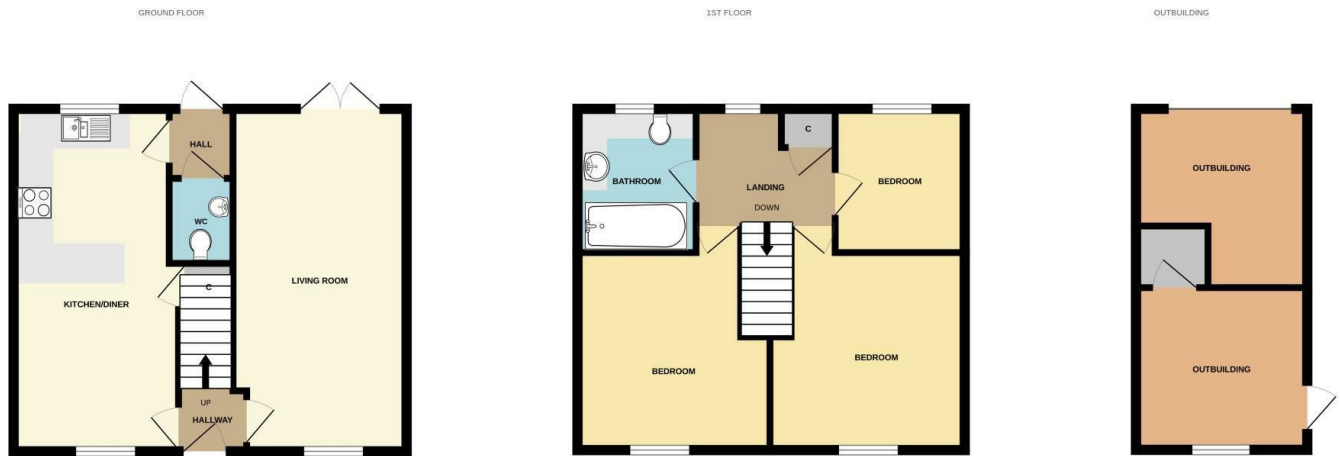 GROUND FLOOR
HALL
WC
C
LIVING ROOM
KITCHEN/DINER
UP
HALLWAY
1ST FLOOR
C
BATHROOM
LANDING
BEDROOM
DOWN
BEDROOM
BEDROOM
OUTBUILDING
OUTBUILDING
OUTBUILDING